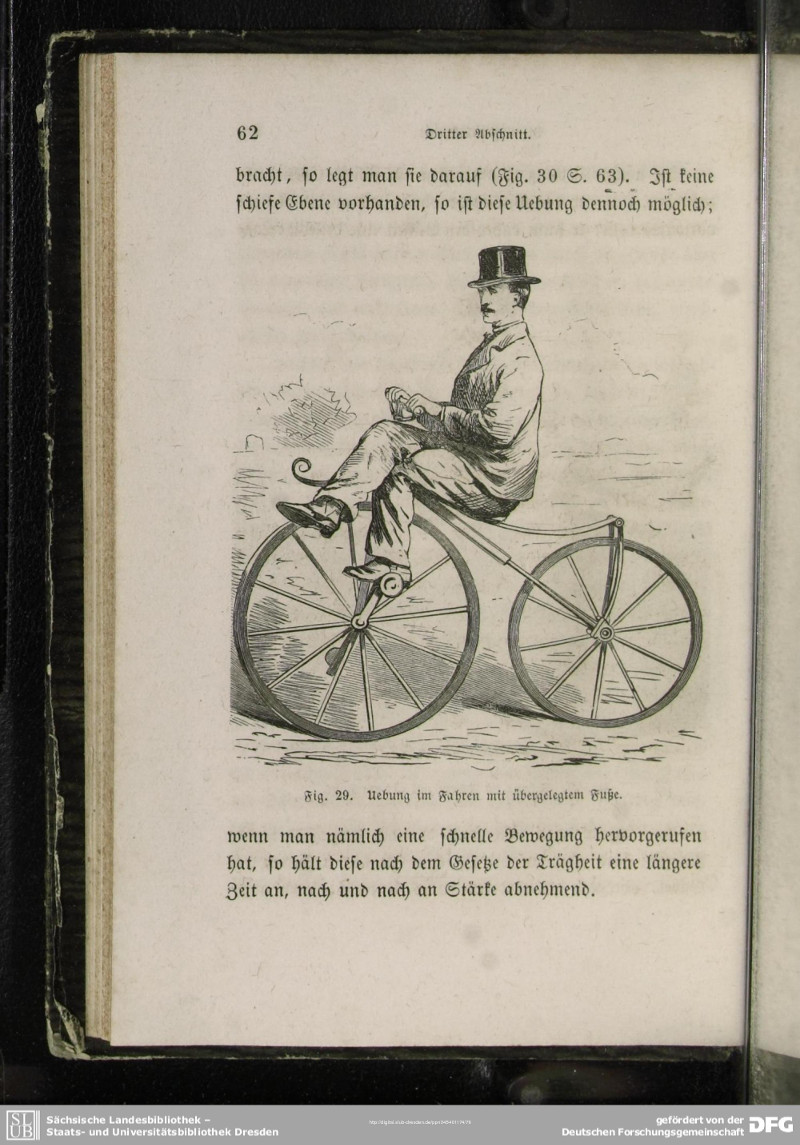 62
Dritter Abschnitt.
bracht, so legt man sie darauf (Fig. 30 S. 63). Ist keine
schiefe Ebene vorhanden, so ist diese Uebung dennoch möglich;
Fig. 29. Uebung im Fahren mit übergelegtem Fuße.
wenn man nämlich eine schnelle Bewegung hervorgerufen
hat, so hält diese nach dem Gesetze der Trägheit eine längere
Zeit an, nach und nach an Stärke abnehmend.
SLUB
Sächsische Landesbibliothek –
Staats- und Universitätsbibliothek Dresden
gefördert von der
Deutschen Forschungsgemeinschaft
DFG